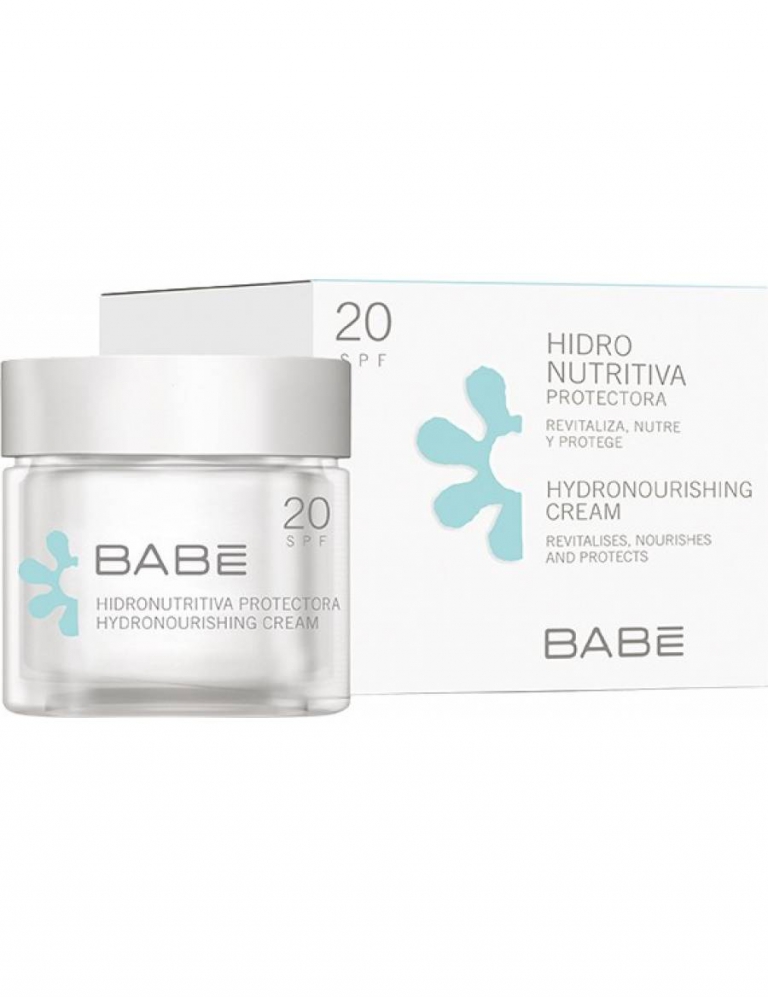 20
SPF
HIDRO
NUTRITIVA
PROTECTORA
REVITALIZA, NUTRE
Y PROTEGE
HYDRONOURISHING
CREAM
REVITALISES, NOURISHES
AND PROTECTS
BABĒ
20
SPF
BABĒ
HIDRONUTRITIVA PROTECTORA
HYDRONOURISHING CREAM